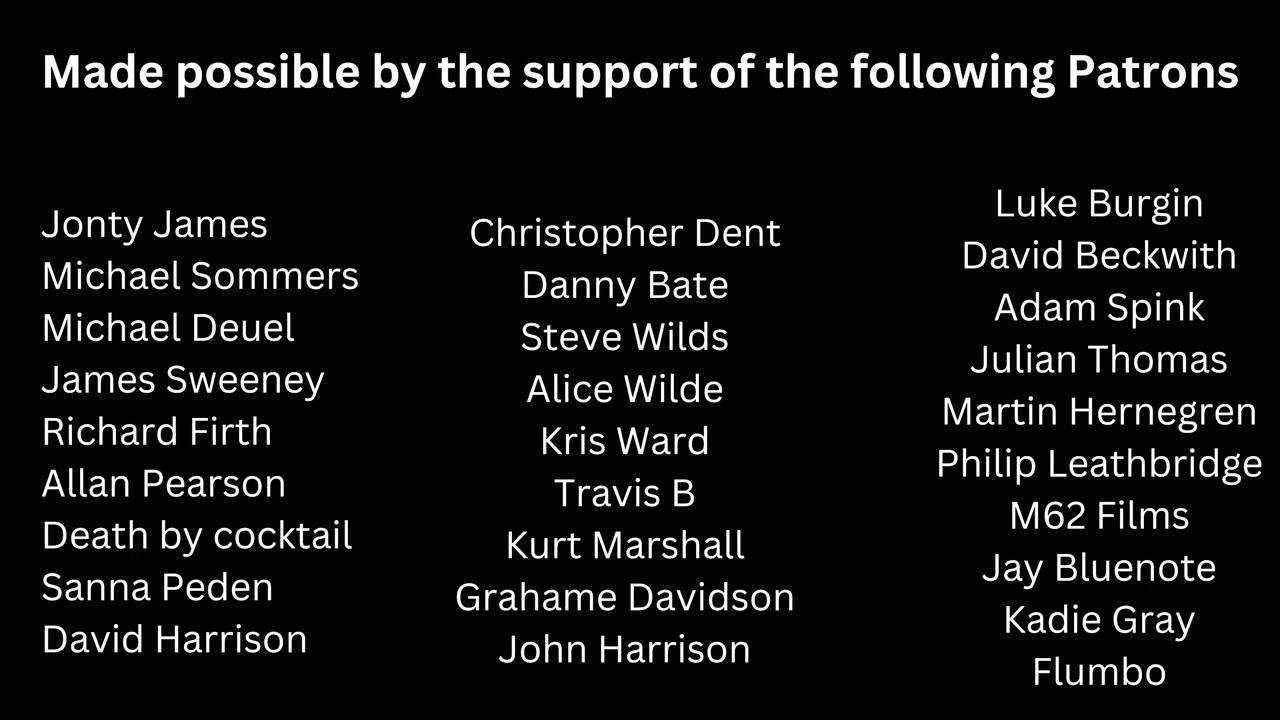 Made possible by the support of the following Patrons
Jonty James
Michael Sommers
Michael Deuel
James Sweeney
Richard Firth
Allan Pearson
Death by cocktail
Sanna Peden
David Harrison
Christopher Dent
Danny Bate
Steve Wilds
Alice Wilde
Kris Ward
Travis B
Kurt Marshall
Grahame Davidson
John Harrison
Luke Burgin
David Beckwith
Adam Spink
Julian Thomas
Martin Hernegren
Philip Leathbridge
M62 Films
Jay Bluenote
Kadie Gray
Flumbo